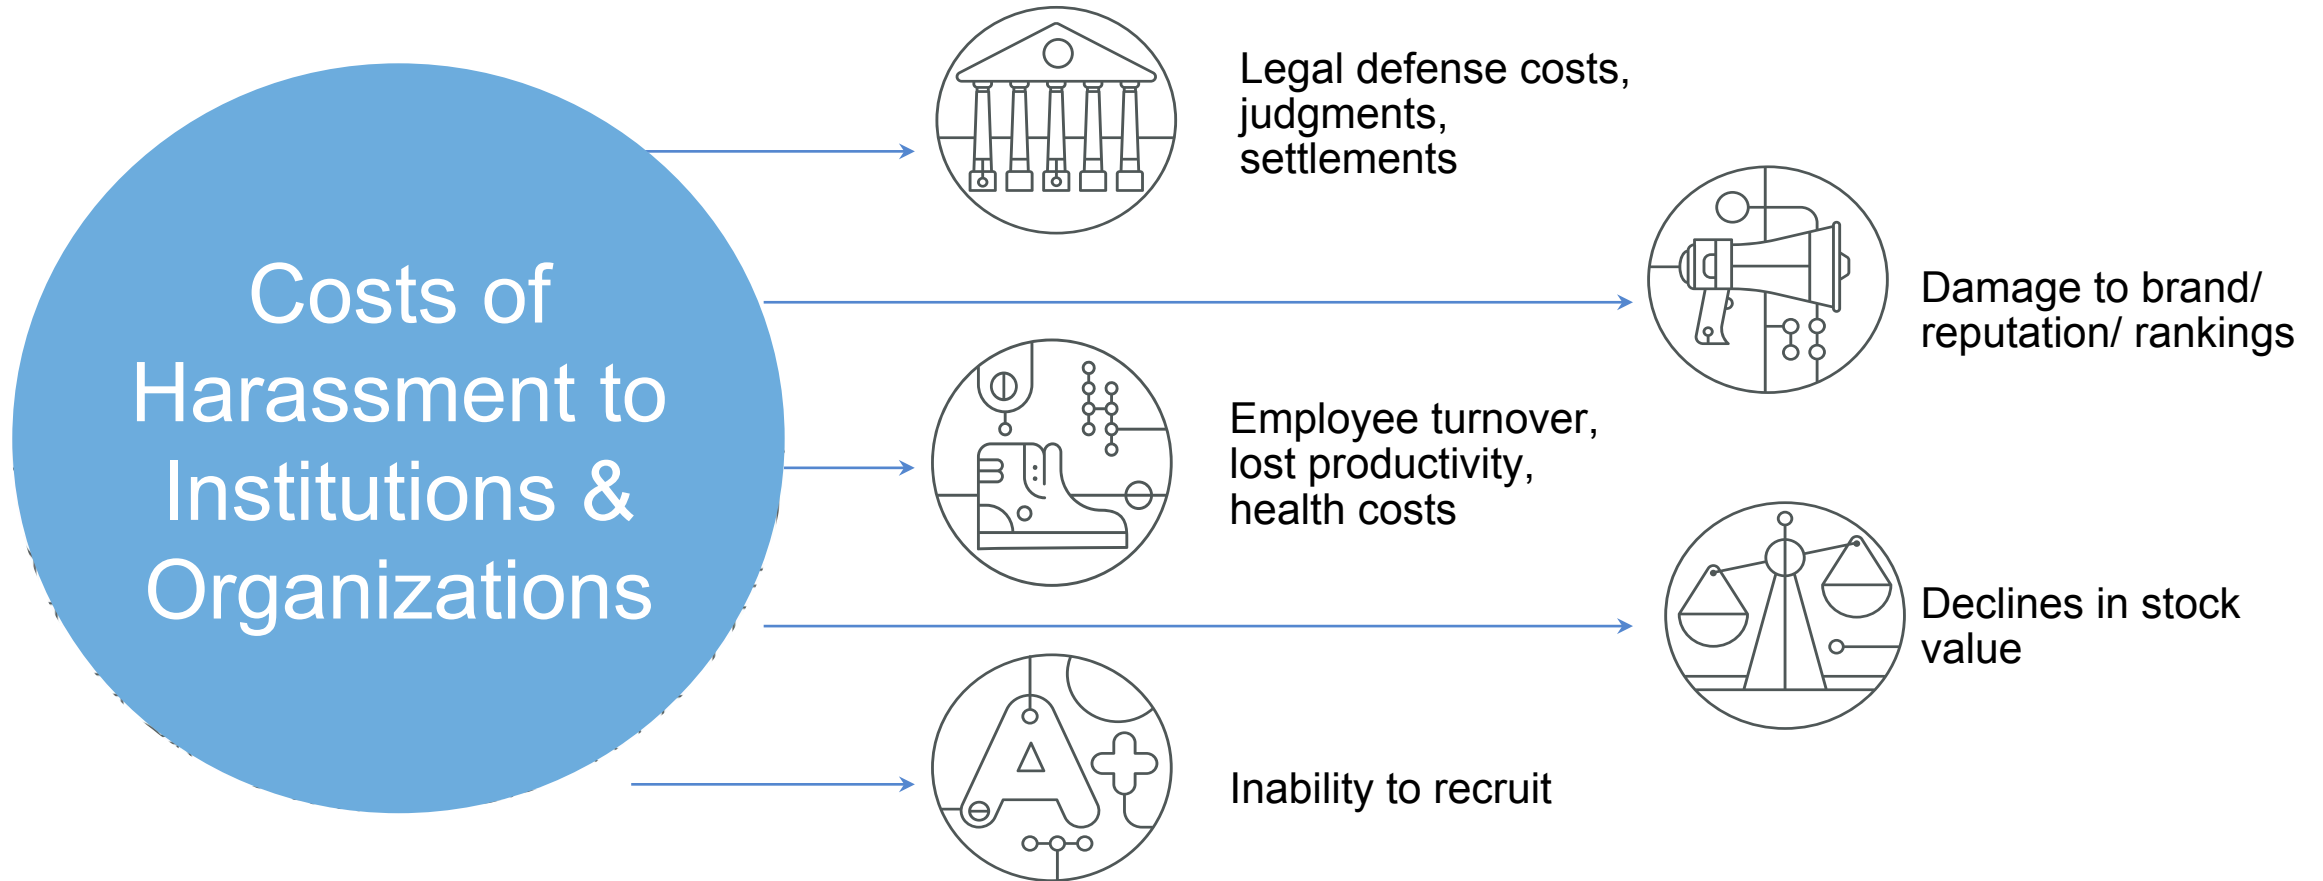 Costs of
Harassment to
Institutions &
Organizations
Legal defense costs,
judgments,
settlements
Damage to brand/
reputation/ rankings
Employee turnover,
lost productivity,
health costs
Declines in stock
value
A+
Inability to recruit